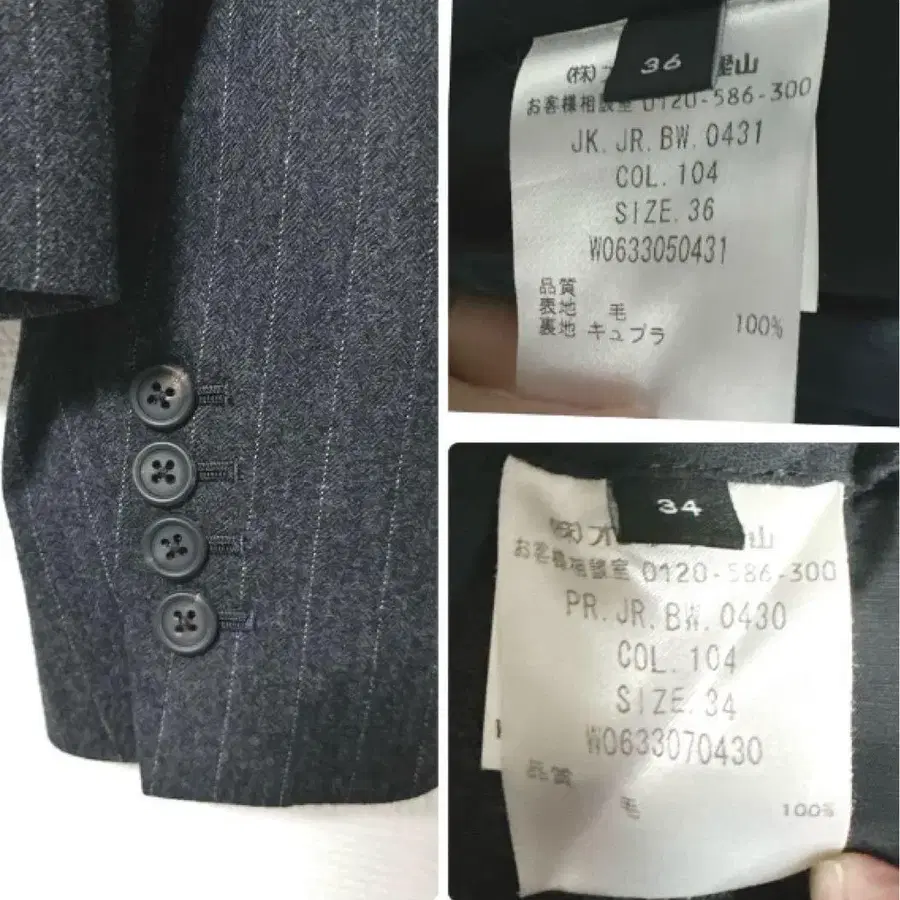 36
(株)オ 樫山
お客様相談室 0120-586-300
JK. JR. BW. 0431
COL. 104
SIZE. 36
W0633050431
品質
表地 毛
裏地 キュプラ 100%
34
(株)オ 山
お客様相談室 0120-586-300
PR. JR. BW. 0430
COL. 104
SIZE. 34
W0633070430
品質
毛 100%